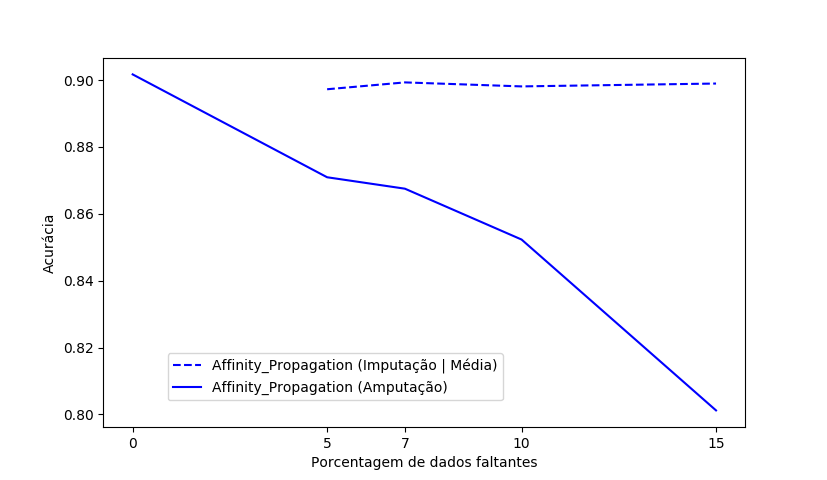 0.90
0.88
0.86
0.84
0.82
0.80
Acurácia
Affinity_Propagation (Imputação | Média)
Affinity_Propagation (Amputação)
0 5 7 10 15
Porcentagem de dados faltantes